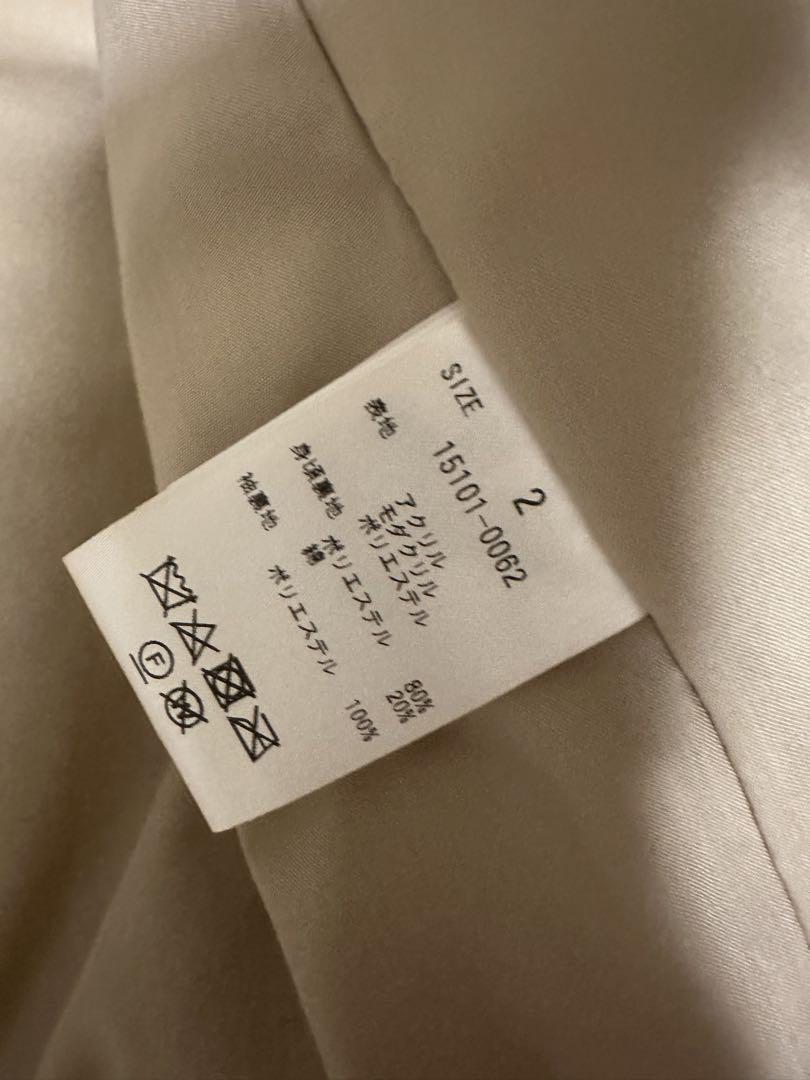 SIZE 2
15101-0062
表地 アクリル
モダクリル
ポリエステル
身頃裏地 ポリエステル 80%
綿 20%
袖裏地 ポリエステル 100%
F
W